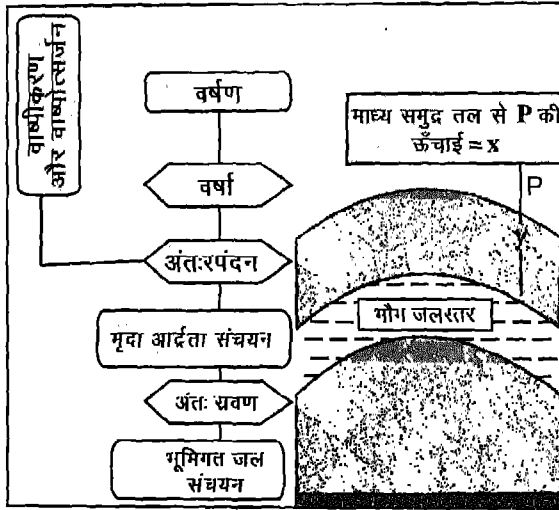 वाष्पीकरण
और वाष्पोत्सर्जन
वर्षण
वर्षा
अंतःरपंदन
मृदा आर्द्रता संचयन
अंतः स्रवण
भूमिगत जल
संचयन
माध्य समुद्र तल से P की
ऊँचाई = x
P
भौग जलस्तर